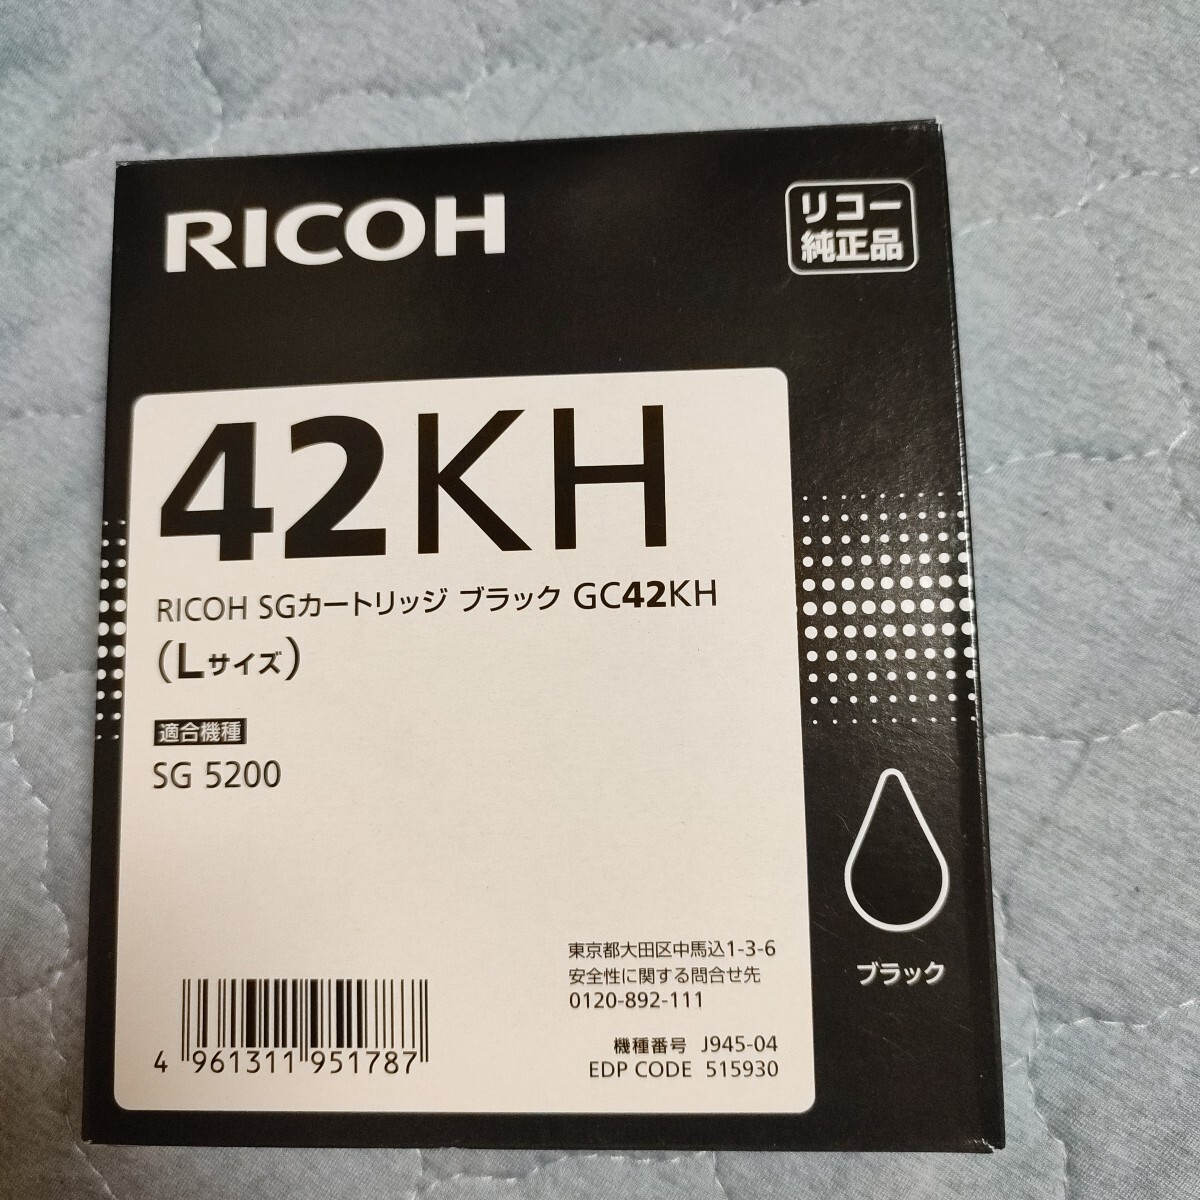 RICOH
リコー
純正品
42KH
RICOH SGカートリッジ ブラック GC42KH
(Lサイズ)
適合機種
SG 5200
ブラック
東京都大田区中馬込1-3-6
安全性に関する問合せ先
0120-892-111
機種番号 J945-04
EDP CODE 515930
4 961311 951787